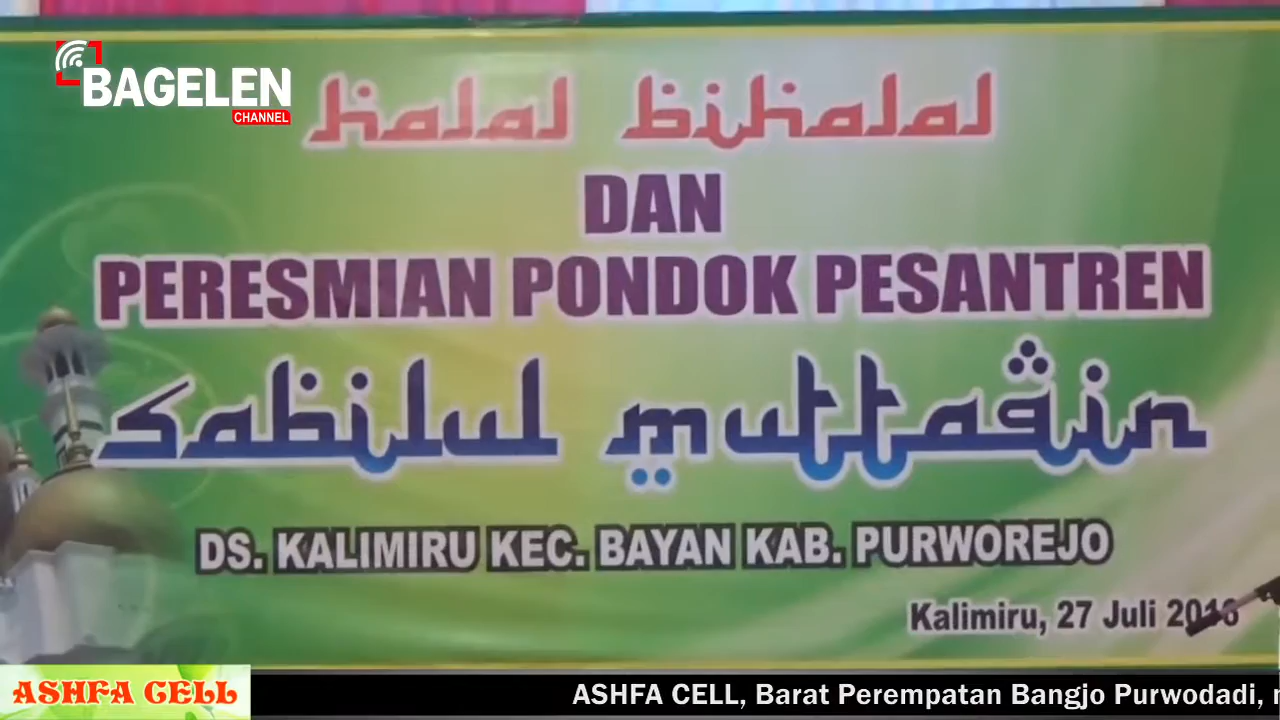 BAGELEN
CHANNEL
Halal bihalal
DAN
PERESMIAN PONDOK PESANTREN
sabilul muttaqin
DS. KALIMIRU KEC. BAYAN KAB. PURWOREJO
Kalimiru, 27 Juli 2016
ASHFA CELL
ASHFA CELL, Barat Perempatan Bangjo Purwodadi,